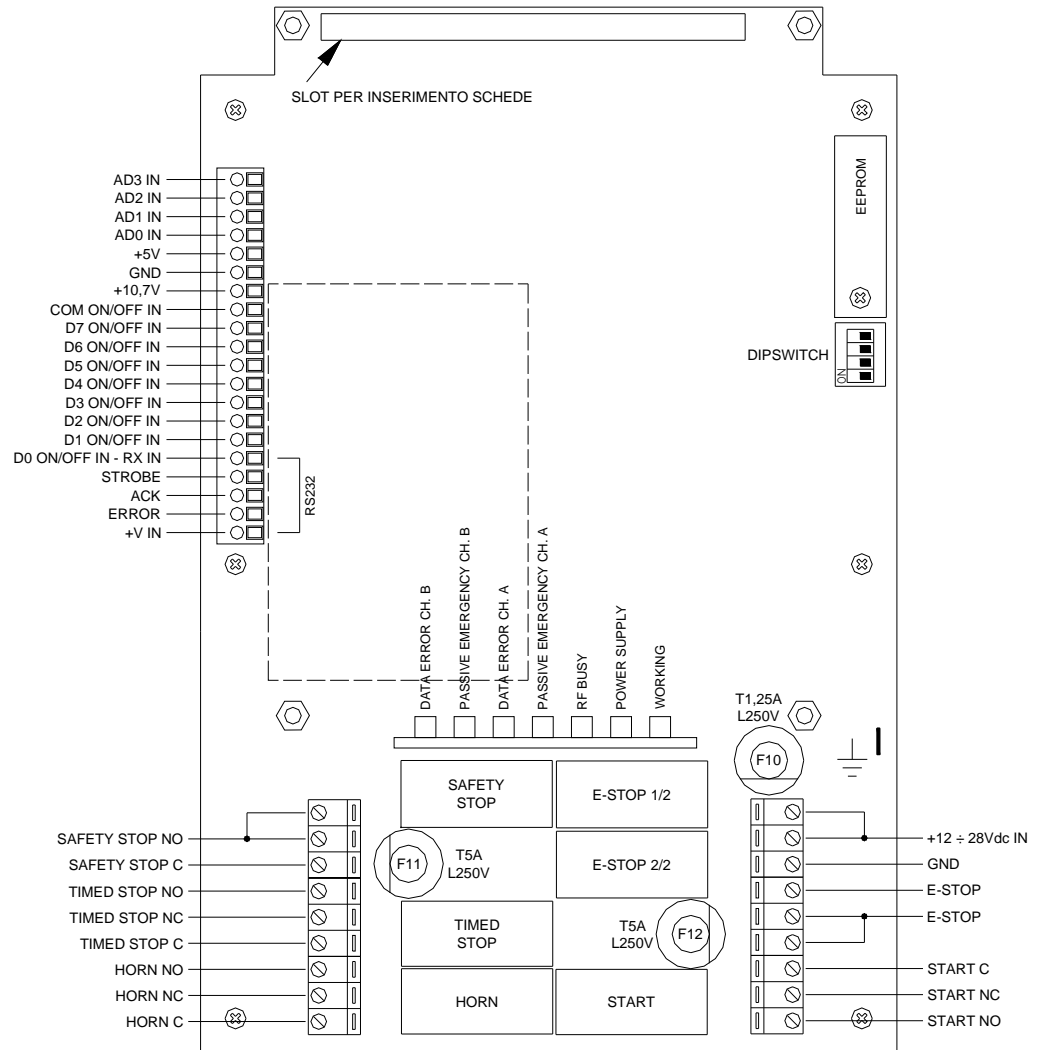 SLOT PER INSERIMENTO SCHEDE
EEPROM
AD3 IN
AD2 IN
AD1 IN
AD0 IN
+5V
GND
+10,7V
COM ON/OFF IN
D7 ON/OFF IN
D6 ON/OFF IN
D5 ON/OFF IN
D4 ON/OFF IN
D3 ON/OFF IN
D2 ON/OFF IN
D1 ON/OFF IN
D0 ON/OFF IN - RX IN
STROBE
ACK
ERROR
+V IN
RS232
DIPSWITCH
ON
DATA ERROR CH. B
PASSIVE EMERGENCY CH. B
DATA ERROR CH. A
PASSIVE EMERGENCY CH. A
RF BUSY
POWER SUPPLY
WORKING
T1,25A
L250V
F10
SAFETY
STOP
E-STOP 1/2
F11
T5A
L250V
E-STOP 2/2
TIMED
STOP
T5A
L250V
F12
HORN
START
SAFETY STOP NO
SAFETY STOP C
TIMED STOP NO
TIMED STOP NC
TIMED STOP C
HORN NO
HORN NC
HORN C
+12 ÷ 28Vdc IN
GND
E-STOP
E-STOP
START C
START NC
START NO